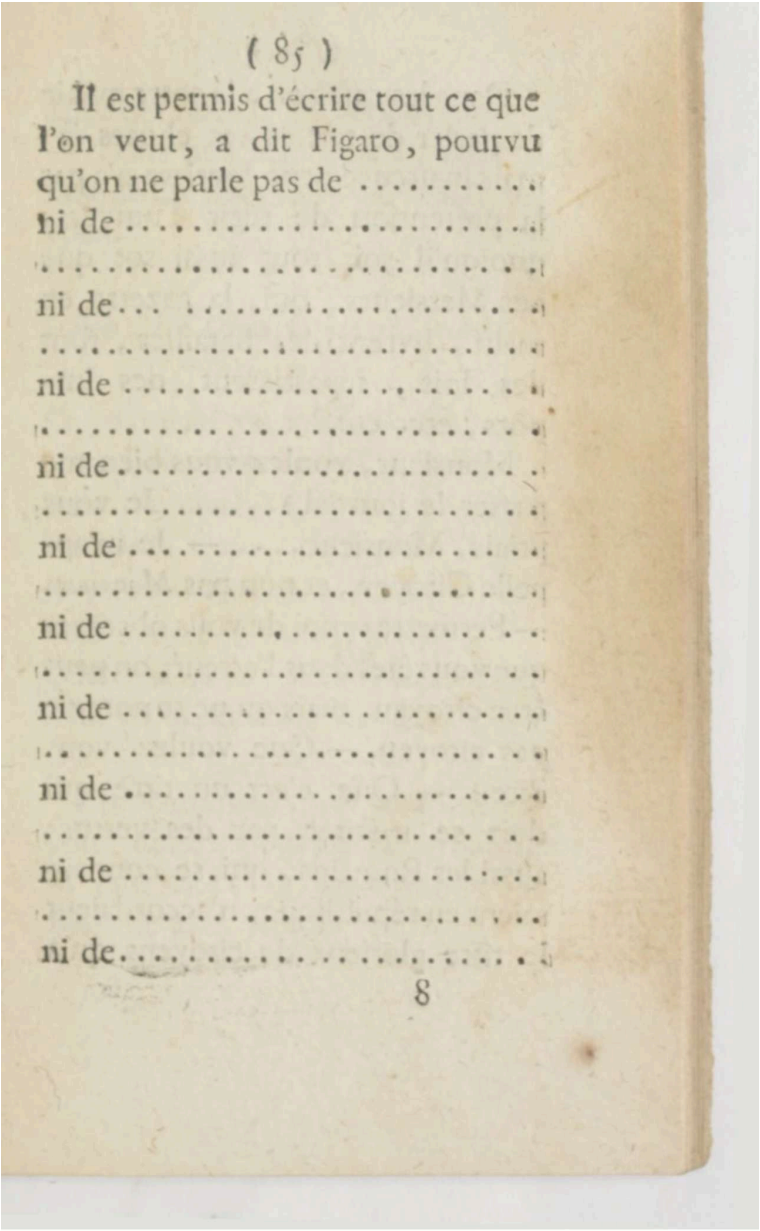 ( 85 )
Il est permis d'écrire tout ce que
l'on veut, a dit Figaro, pourvu
qu'on ne parle pas de ...........
ni de .........................
.............................
ni de... .....................
.............................
ni de ........................
.............................
ni de.........................
.............................
ni de ........................
.............................
ni de ........................
.............................
ni de ........................
.............................
ni de ........................
.............................
ni de ........................
.............................
ni de.........................
8